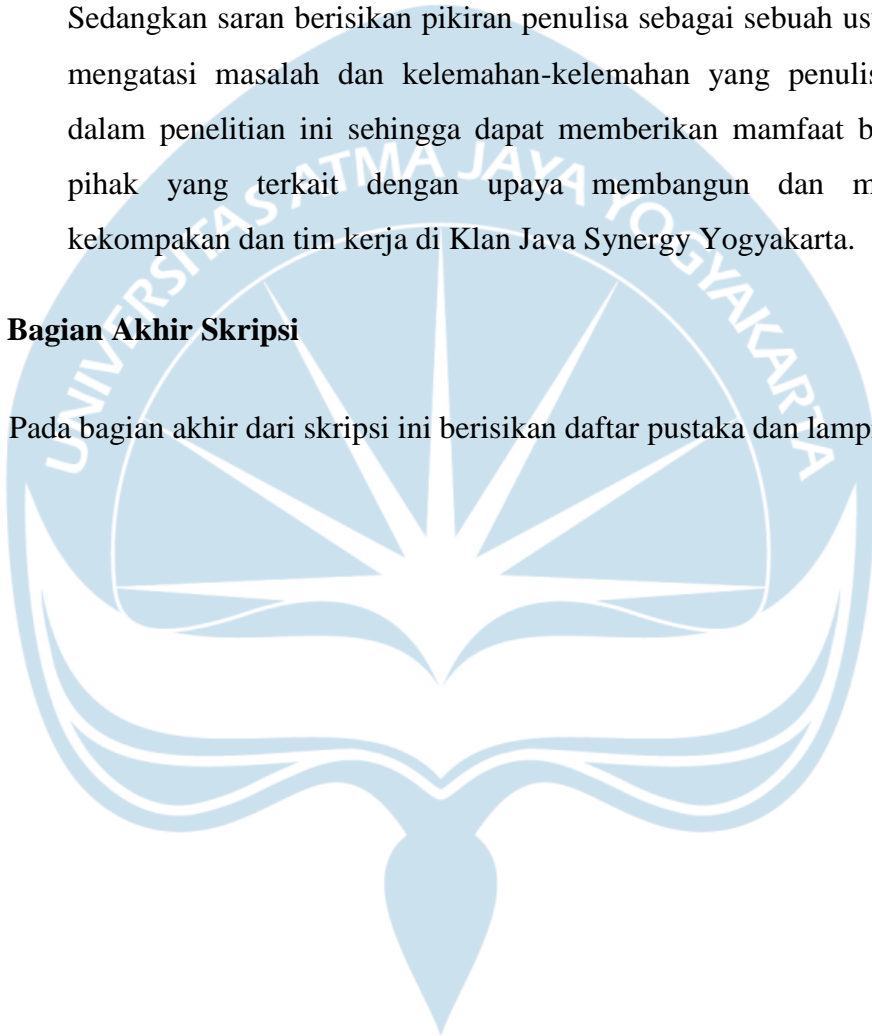 Sedangkan saran berisikan pikiran penulisa sebagai sebuah us
mengatasi masalah dan kelemahan-kelemahan yang penulis
dalam penelitian ini sehingga dapat memberikan mamfaat b
pihak yang terkait dengan upaya membangun dan m
kekompakan dan tim kerja di Klan Java Synergy Yogyakarta.
UNIVERSITAS ATMA JAYA YOGYAKARTA
Bagian Akhir Skripsi
Pada bagian akhir dari skripsi ini berisikan daftar pustaka dan lamp